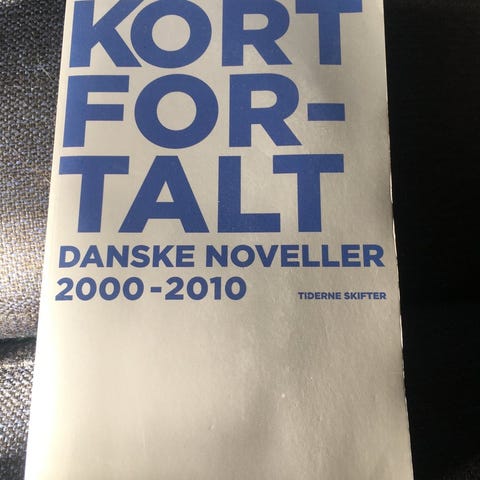 KORT
FOR-
TALT
DANSKE NOVELLER
2000-2010
TIDERNE SKIFTER